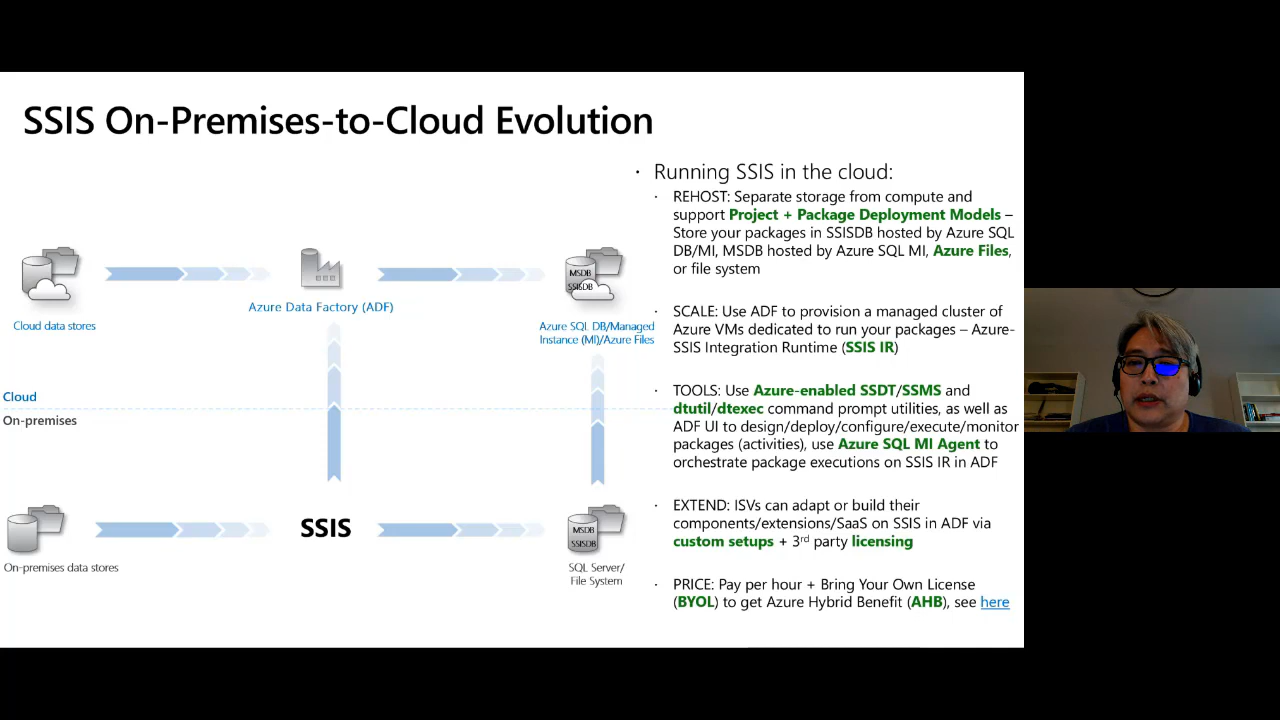 SSIS On-Premises-to-Cloud Evolution
• Running SSIS in the cloud:
• REHOST: Separate storage from compute and
support Project + Package Deployment Models –
Store your packages in SSISDB hosted by Azure SQL
DB/MI, MSDB hosted by Azure SQL MI, Azure Files,
or file system
• SCALE: Use ADF to provision a managed cluster of
Azure VMs dedicated to run your packages – Azure-
SSIS Integration Runtime (SSIS IR)
• TOOLS: Use Azure-enabled SSDT/SSMS and
dtutil/dtexec command prompt utilities, as well as
ADF UI to design/deploy/configure/execute/monitor
packages (activities), use Azure SQL MI Agent to
orchestrate package executions on SSIS IR in ADF
• EXTEND: ISVs can adapt or build their
components/extensions/SaaS on SSIS in ADF via
custom setups + 3rd party licensing
• PRICE: Pay per hour + Bring Your Own License
(BYOL) to get Azure Hybrid Benefit (AHB), see here
Cloud data stores
Azure Data Factory (ADF)
MSDB
SSISDB
Azure SQL DB/Managed
Instance (MI)/Azure Files
Cloud
On-premises
On-premises data stores
SSIS
MSDB
SSISDB
SQL Server/
File System